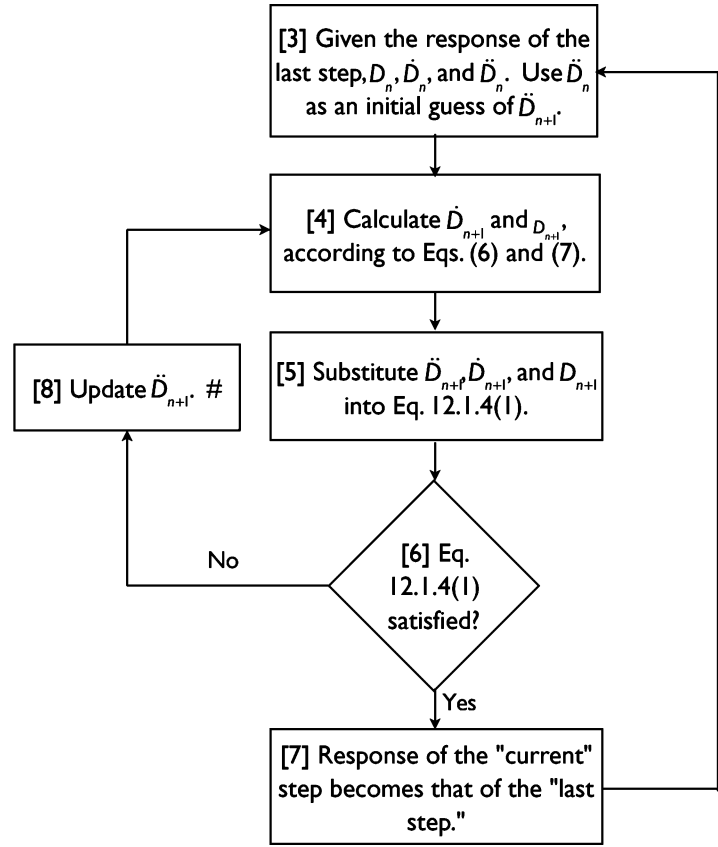 [3] Given the response of the
last step, Dₙ, Ḋₙ, and D̈ₙ. Use D̈ₙ
as an initial guess of D̈ₙ₊₁.
[4] Calculate Ḋₙ₊₁ and Dₙ₊₁,
according to Eqs. (6) and (7).
[8] Update D̈ₙ₊₁. #
[5] Substitute D̈ₙ₊₁, Ḋₙ₊₁, and Dₙ₊₁
into Eq. 12.1.4(1).
[6] Eq.
12.1.4(1)
satisfied?
No
Yes
[7] Response of the "current"
step becomes that of the "last
step."